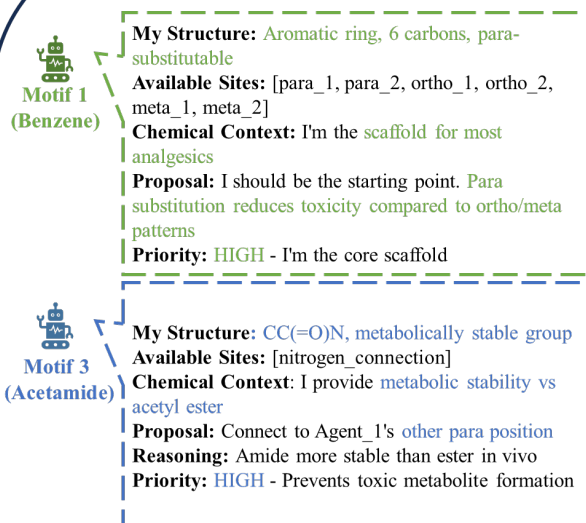 Motif 1
(Benzene)
My Structure: Aromatic ring, 6 carbons, para-
substitutable
Available Sites: [para_1, para_2, ortho_1, ortho_2,
meta_1, meta_2]
Chemical Context: I'm the scaffold for most
analgesics
Proposal: I should be the starting point. Para
substitution reduces toxicity compared to ortho/meta
patterns
Priority: HIGH - I'm the core scaffold
Motif 3
(Acetamide)
My Structure: CC(=O)N, metabolically stable group
Available Sites: [nitrogen_connection]
Chemical Context: I provide metabolic stability vs
acetyl ester
Proposal: Connect to Agent_1's other para position
Reasoning: Amide more stable than ester in vivo
Priority: HIGH - Prevents toxic metabolite formation